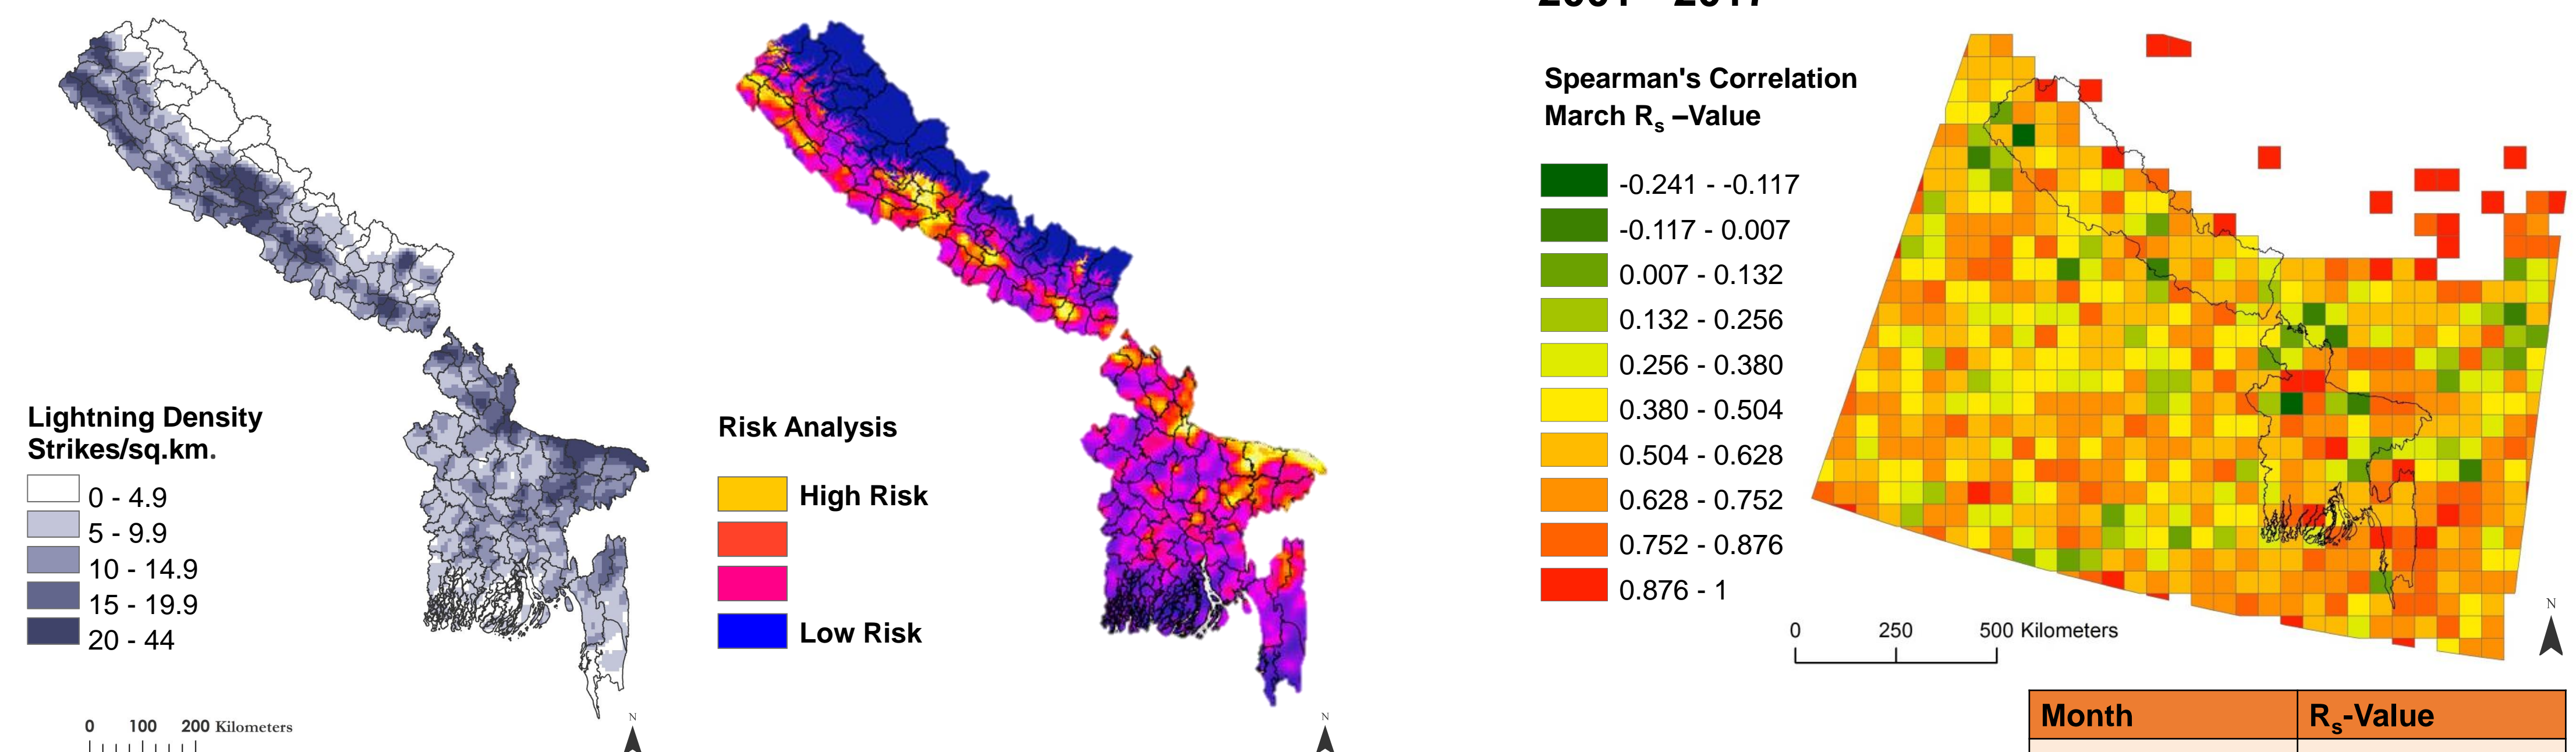 Lightning Density
Strikes/sq.km.
0 - 4.9
5 - 9.9
10 - 14.9
15 - 19.9
20 - 44
0 100 200 Kilometers
N
Risk Analysis
High Risk
Low Risk
N
2001 - 2017
Spearman's Correlation
March Rs –Value
-0.241 - -0.117
-0.117 - 0.007
0.007 - 0.132
0.132 - 0.256
0.256 - 0.380
0.380 - 0.504
0.504 - 0.628
0.628 - 0.752
0.752 - 0.876
0.876 - 1
0 250 500 Kilometers
N
Month Rs-Value